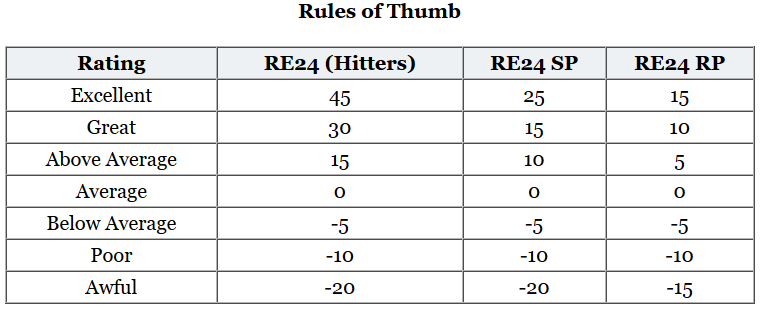 Rules of Thumb
Rating RE24 (Hitters) RE24 SP RE24 RP
Excellent 45 25 15
Great 30 15 10
Above Average 15 10 5
Average 0 0 0
Below Average -5 -5 -5
Poor -10 -10 -10
Awful -20 -20 -15